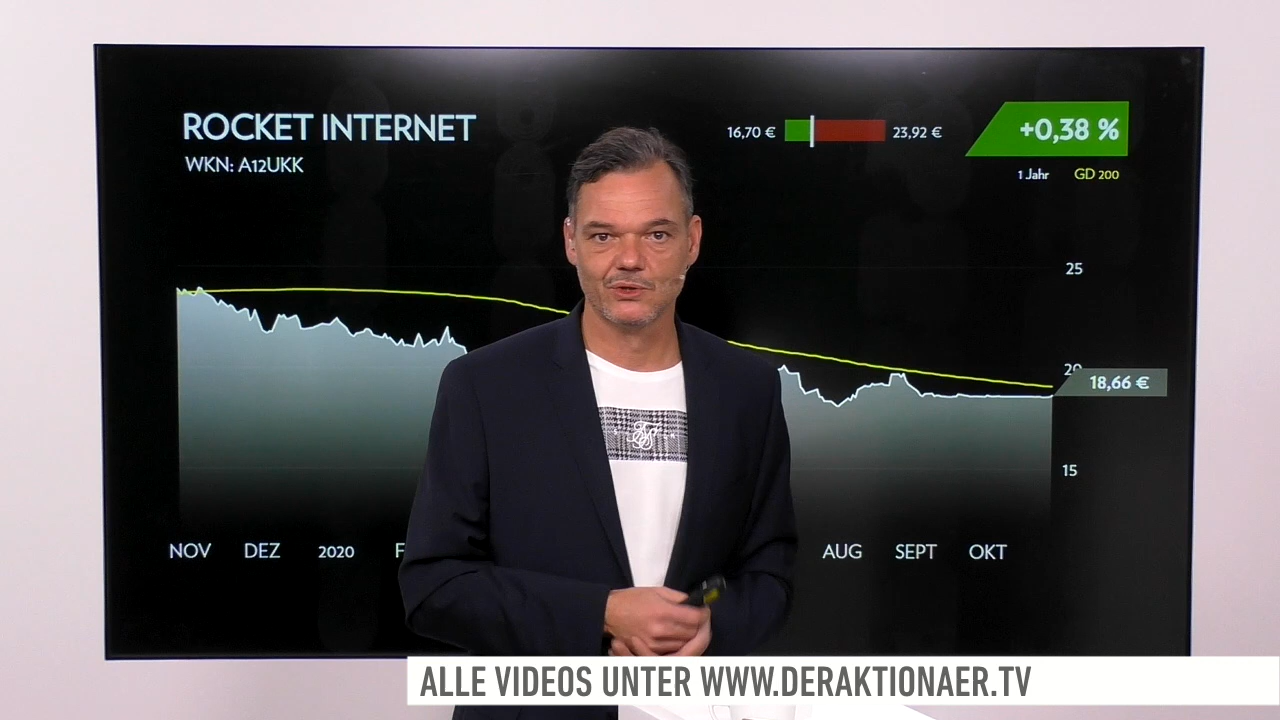 ROCKET INTERNET
WKN: A12UKK
16,70 € 23,92 €
+0,38 %
1 Jahr GD 200
25
20
18,66 €
15
NOV DEZ 2020 F AUG SEPT OKT
ALLE VIDEOS UNTER WWW.DERAKTIONAER.TV